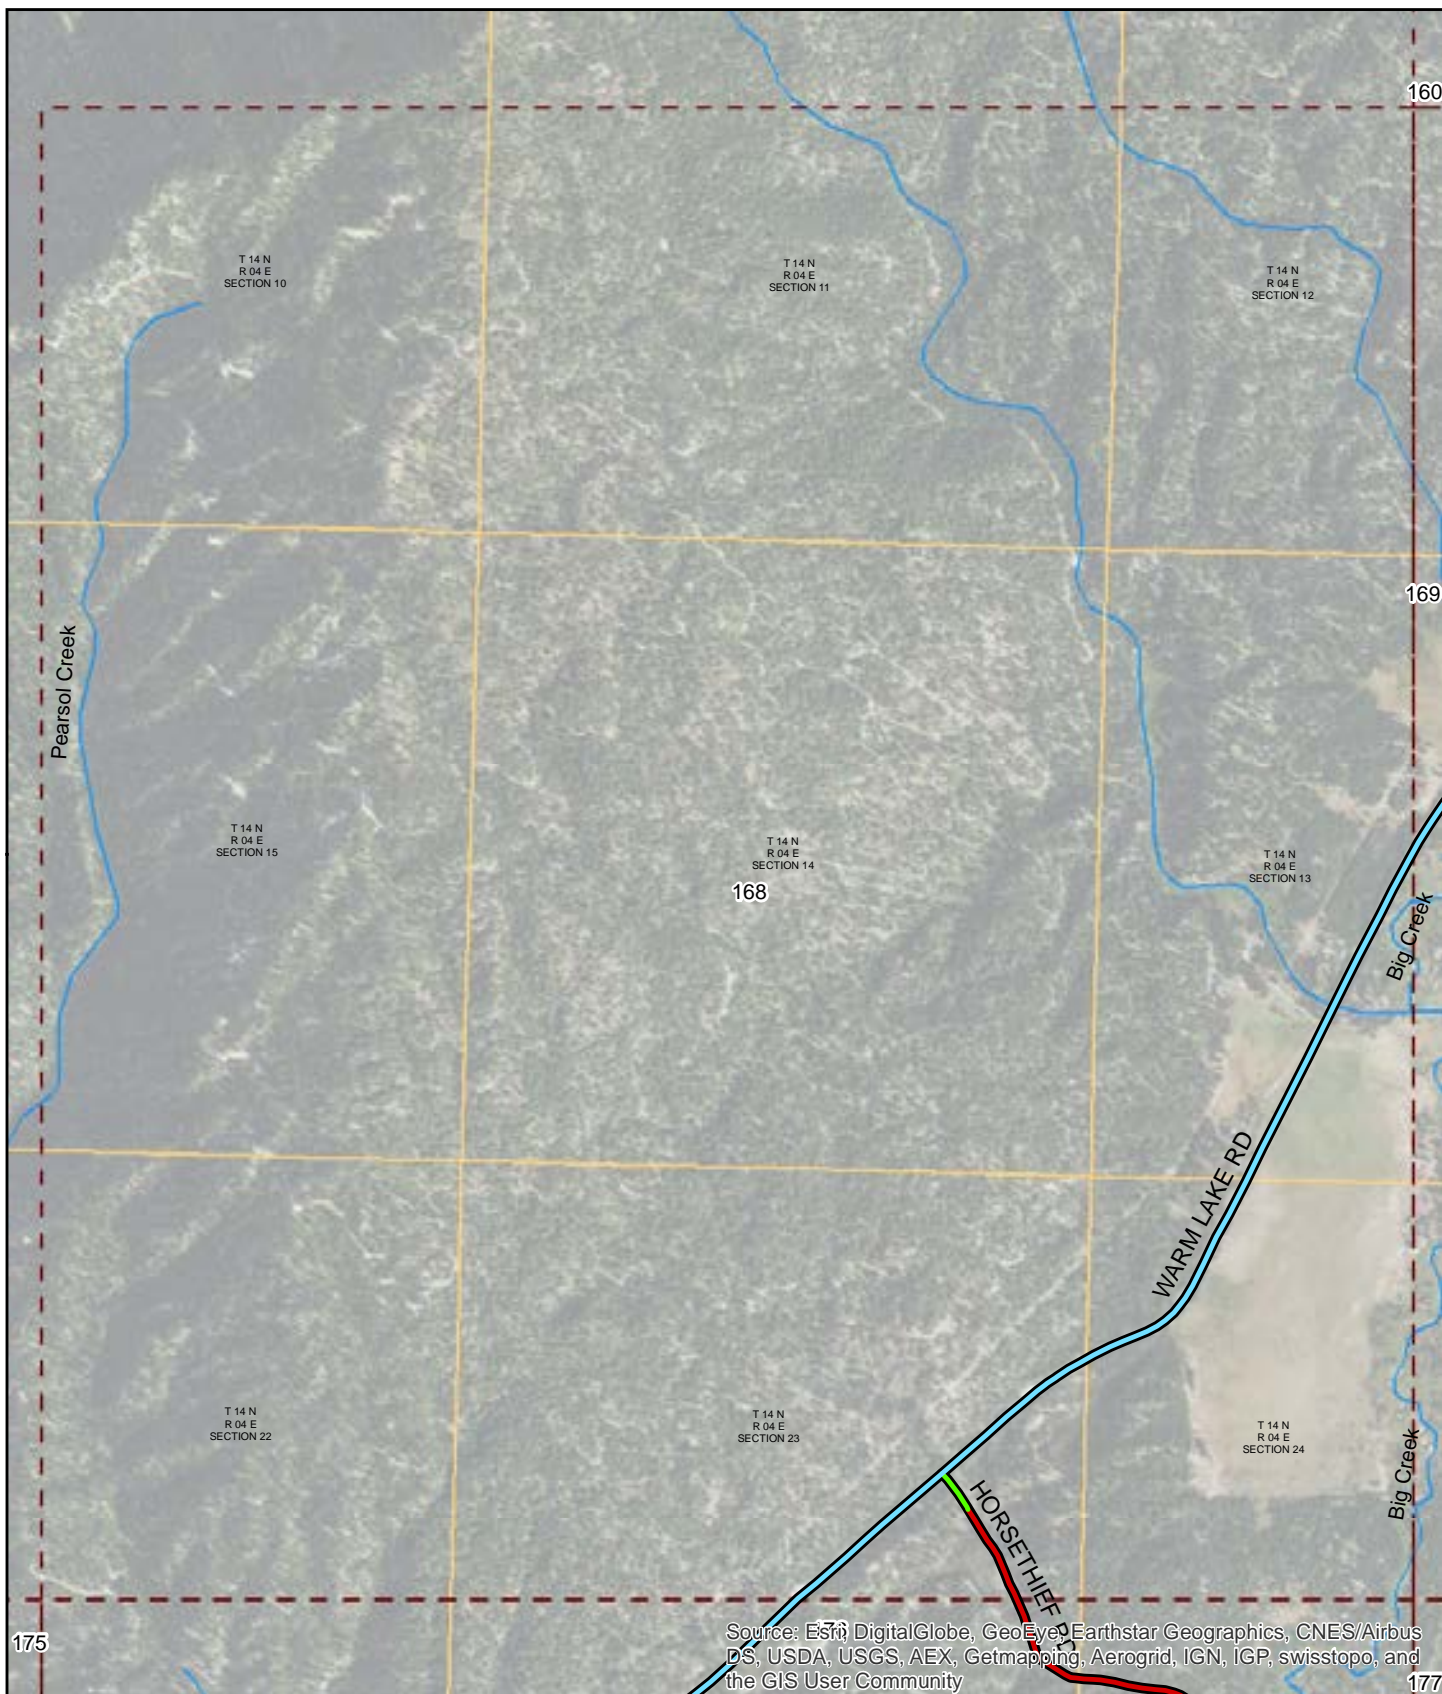 160
T 14 N
R 04 E
SECTION 10
T 14 N
R 04 E
SECTION 11
T 14 N
R 04 E
SECTION 12
169
Pearsol Creek
T 14 N
R 04 E
SECTION 15
T 14 N
R 04 E
SECTION 14
168
T 14 N
R 04 E
SECTION 13
Big Creek
WARM LAKE RD
T 14 N
R 04 E
SECTION 22
T 14 N
R 04 E
SECTION 23
T 14 N
R 04 E
SECTION 24
Big Creek
HORSETHIEF RD
175
Source: Esri, DigitalGlobe, GeoEye, Earthstar Geographics, CNES/Airbus
DS, USDA, USGS, AEX, Getmapping, Aerogrid, IGN, IGP, swisstopo, and
the GIS User Community
177